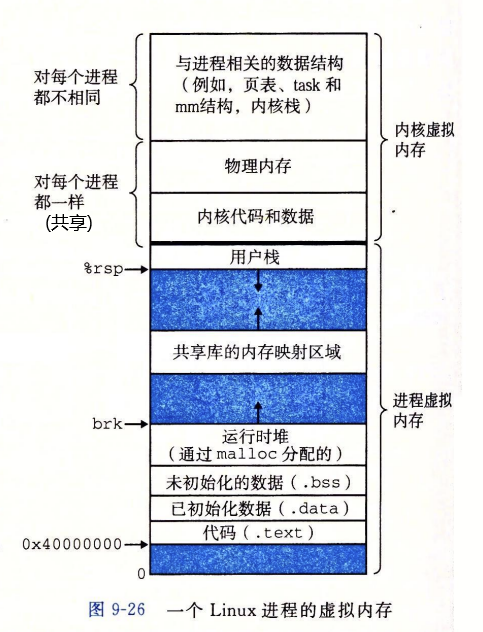 对每个进程
都不相同
与进程相关的数据结构
(例如，页表、task 和
mm结构，内核栈)
内核虚拟
内存
对每个进程
都一样
(共享)
物理内存
内核代码和数据
用户栈
%rsp
共享库的内存映射区域
进程虚拟
内存
brk
运行时堆
(通过 malloc 分配的)
未初始化的数据(.bss)
已初始化数据(.data)
代码(.text)
0x40000000
0
图 9-26 一个 Linux 进程的虚拟内存